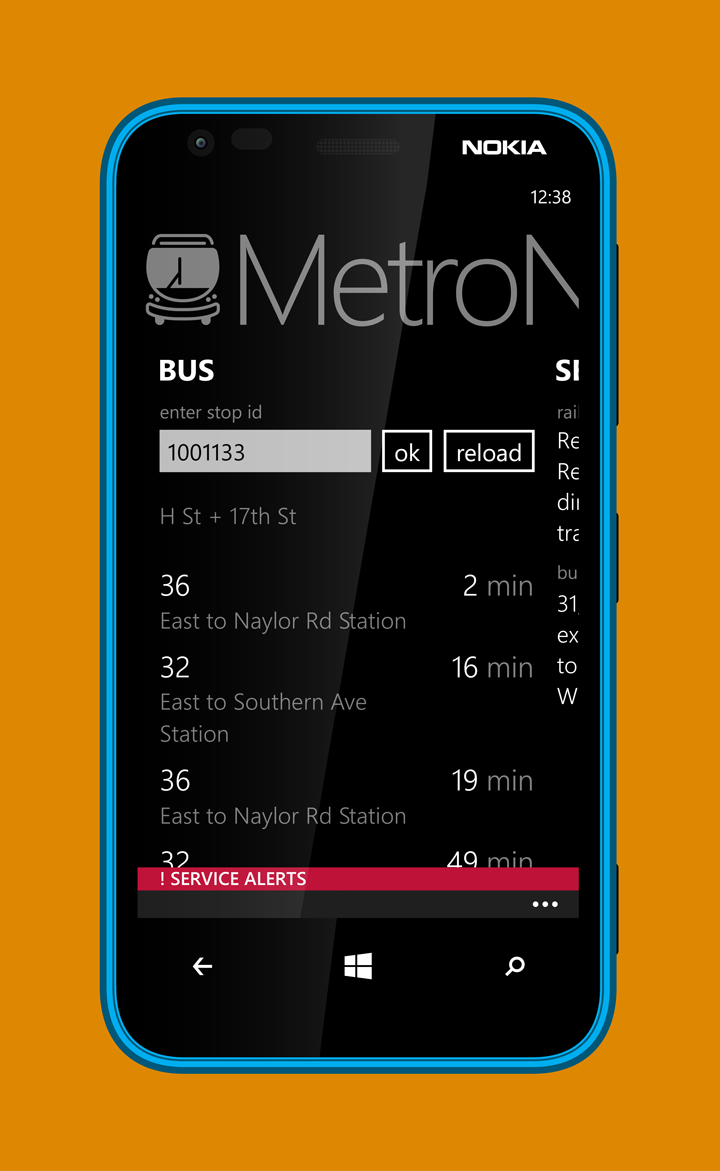 NOKIA
12:38
MetroN
BUS
enter stop id
1001133 ok reload
H St + 17th St
36 2 min
East to Naylor Rd Station
32 16 min
East to Southern Ave
Station
36 19 min
East to Naylor Rd Station
32 49 min
! SERVICE ALERTS
rai
Re
Re
tra
bu
31,
ex
to
W